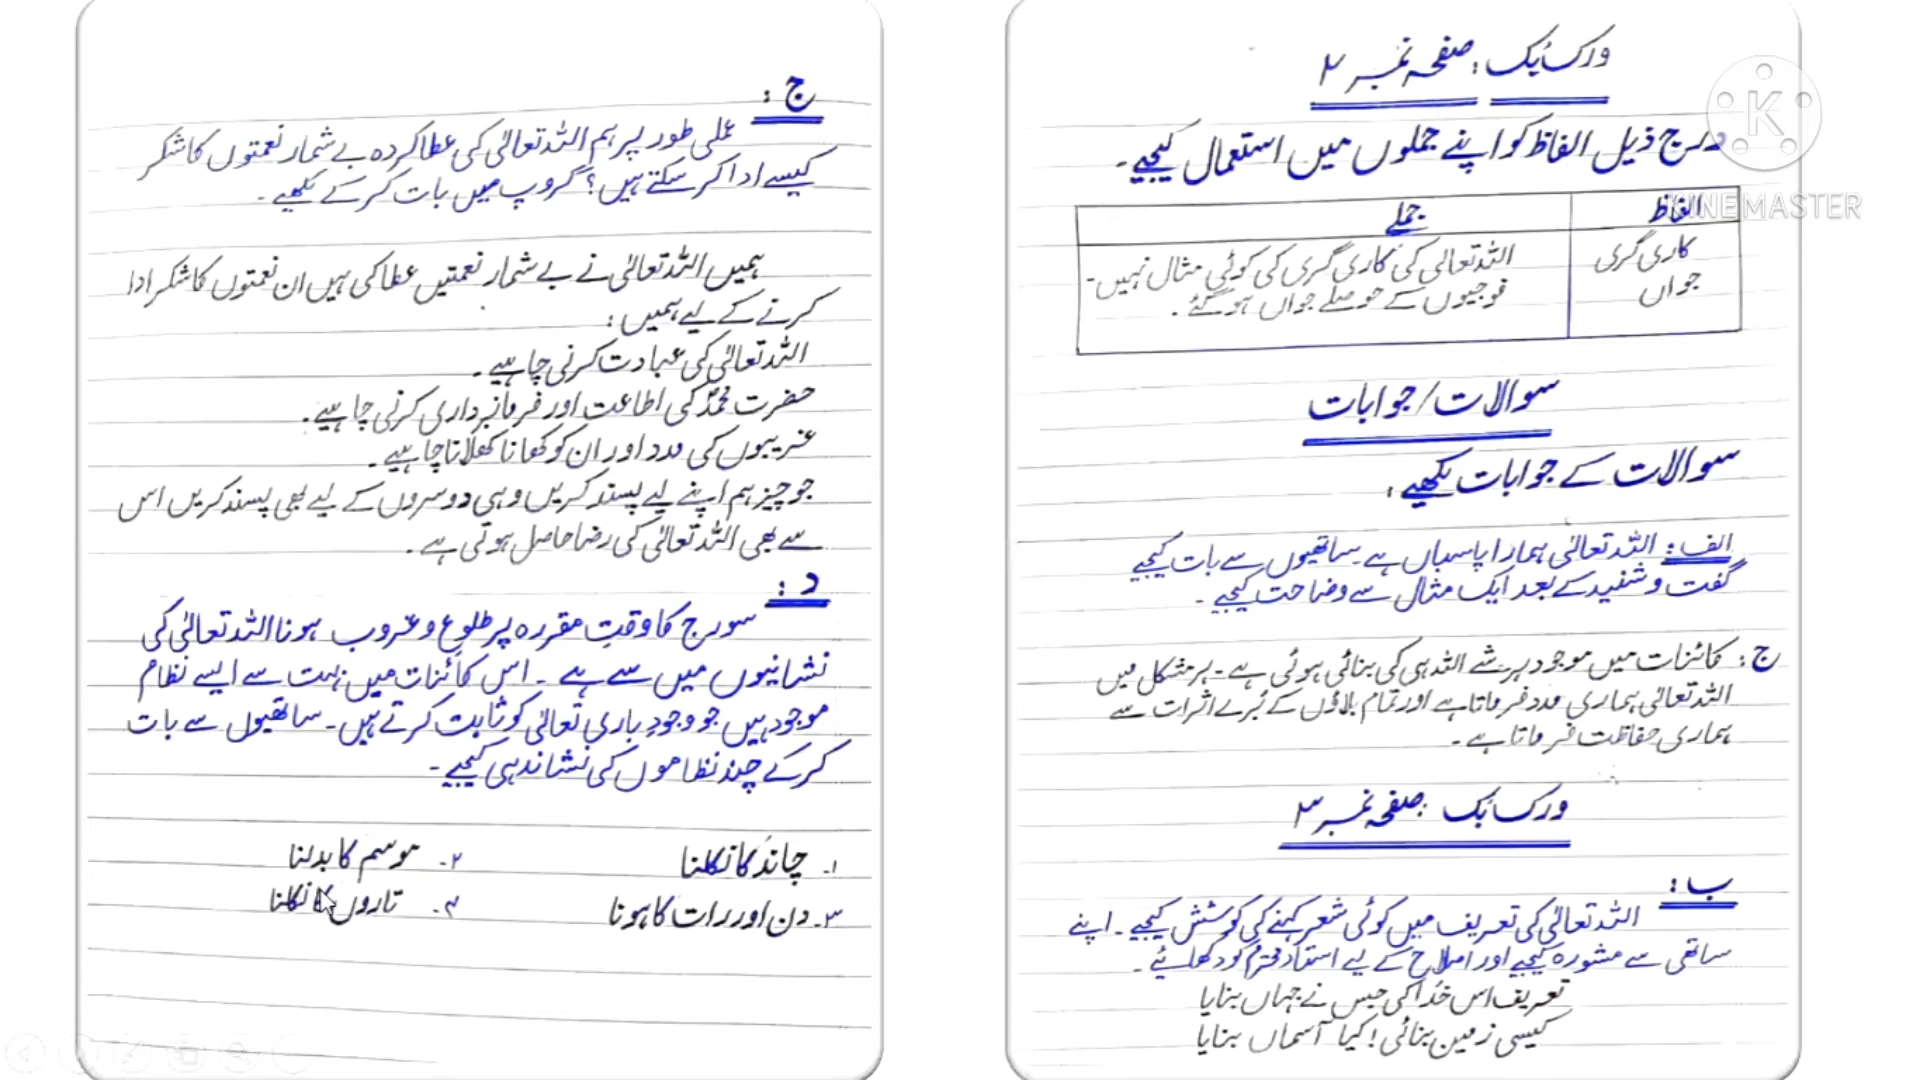 ورک بُک: صفحہ نمبر ۲
درج ذیل الفاظ کو اپنے جملوں میں استعمال کیجیے۔
الفاظ جملے
کاری گری اللہ تعالیٰ کی کاری گری کی کوئی مثال نہیں۔
جواں فوجیوں کے حوصلے جواں ہو گئے۔
سوالات/جوابات
سوالات کے جوابات لکھیے:
الف: اللہ تعالیٰ ہمارا پاسباں ہے۔ ساتھیوں سے بات کیجیے
گفت و شنید کے بعد ایک مثال سے وضاحت کیجیے۔
ج: کائنات میں موجود ہر شے اللہ ہی کی بنائی ہوئی ہے۔ ہر مشکل میں
اللہ تعالیٰ ہماری مدد فرماتا ہے اور تمام بلاؤں کے بُرے اثرات سے
ہماری حفاظت فرماتا ہے۔
ورک بُک: صفحہ نمبر ۳
ب:
اللہ تعالیٰ کی تعریف میں کوئی شعر کہنے کی کوشش کیجیے۔ اپنے
ساتھی سے مشورہ کیجیے اور اصلاح کے لیے استاد محترم کو دکھائیے۔
تعریف اس خُدا کی جس نے جہاں بنایا
کیسی زمین بنائی! کیا آسماں بنایا
ج:
عملی طور پر ہم اللہ تعالیٰ کی عطا کردہ بے شمار نعمتوں کا شکر
کیسے ادا کر سکتے ہیں؟ گروپ میں بات کر کے لکھیے۔
ہمیں اللہ تعالیٰ نے بے شمار نعمتیں عطا کی ہیں ان نعمتوں کا شکر ادا
کرنے کے لیے ہمیں:
اللہ تعالیٰ کی عبادت کرنی چاہیے۔
حضرت محمدؐ کی اطاعت اور فرمانبرداری کرنی چاہیے۔
غریبوں کی مدد اور ان کو کھانا کھلانا چاہیے۔
جو چیز ہم اپنے لیے پسند کریں وہی دوسروں کے لیے بھی پسند کریں اس
سے بھی اللہ تعالیٰ کی رضا حاصل ہوتی ہے۔
د:
سورج کا وقتِ مقررہ پر طلوع و غروب ہونا اللہ تعالیٰ کی
نشانیوں میں سے ہے۔ اس کائنات میں بہت سے ایسے نظام
موجود ہیں جو وجودِ باری تعالیٰ کو ثابت کرتے ہیں۔ ساتھیوں سے بات
کر کے چند نظاموں کی نشاندہی کیجیے۔
۱۔ چاند کا نکلنا ۲۔ موسم کا بدلنا
۳۔ دن اور رات کا ہونا ۴۔ تاروں کا نکلنا
K
KINEMASTER